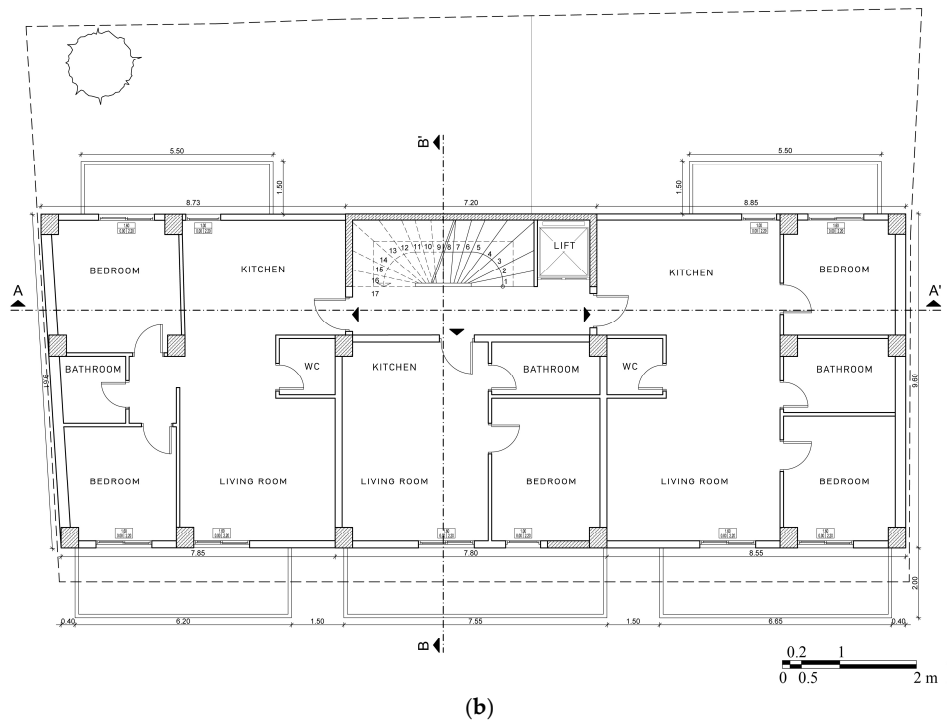 B'
5.50
1.50
5.50
1.50
8.73
7.20
8.85
BEDROOM
KITCHEN
13 12 11 10 9 8 7 6 5
14 4
15 3
16 2
17 1
LIFT
KITCHEN
BEDROOM
A
A'
BATHROOM
WC
KITCHEN
BATHROOM
WC
BATHROOM
9.60
BEDROOM
LIVING ROOM
LIVING ROOM
BEDROOM
LIVING ROOM
BEDROOM
7.85
7.80
8.55
2.00
0.40
6.20
1.50
7.55
1.50
6.65
0.40
B
0.2 1
0 0.5 2 m
(b)